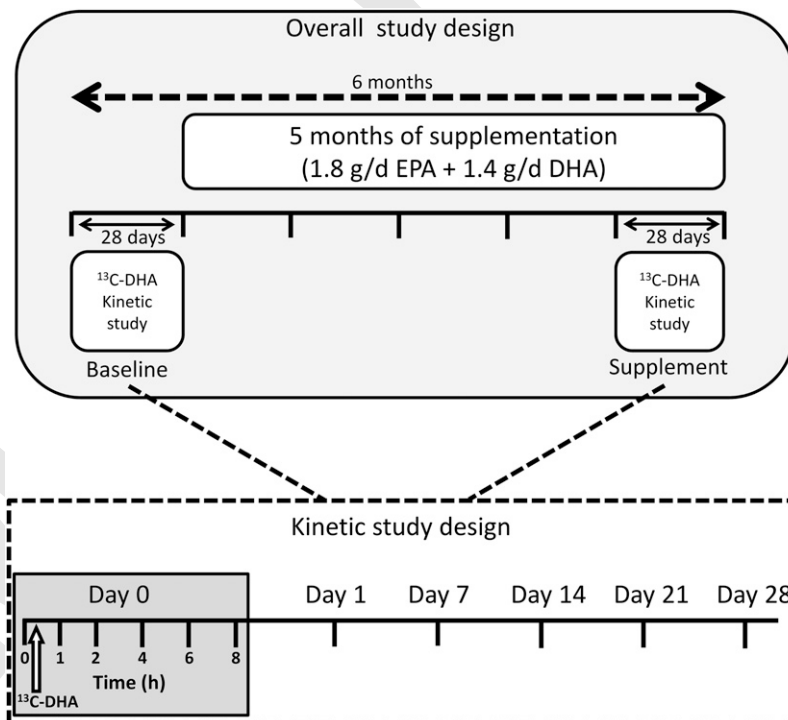 Overall study design
6 months
5 months of supplementation
(1.8 g/d EPA + 1.4 g/d DHA)
28 days
28 days
¹³C-DHA
Kinetic
study
¹³C-DHA
Kinetic
study
Baseline
Supplement
Kinetic study design
Day 0
Day 1
Day 7
Day 14
Day 21
Day 28
0 1 2 4 6 8
Time (h)
¹³C-DHA